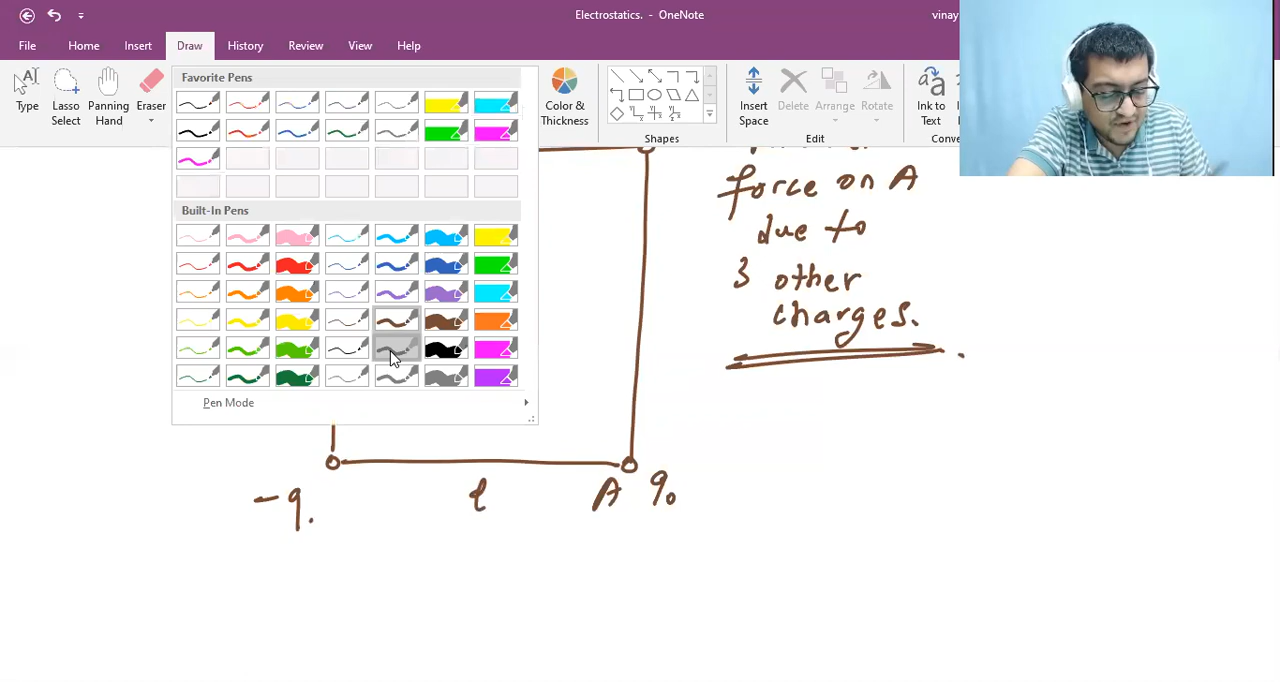 Electrostatics. - OneNote
vinay
File Home Insert Draw History Review View Help
Favorite Pens
Type
Lasso Select
Panning Hand
Eraser
Color & Thickness
Shapes
Insert Space
Delete
Arrange
Rotate
Edit
Ink to Text
Conve
Built-In Pens
Pen Mode
force on A
due to
3 other
charges.
-q.
l
A q₀